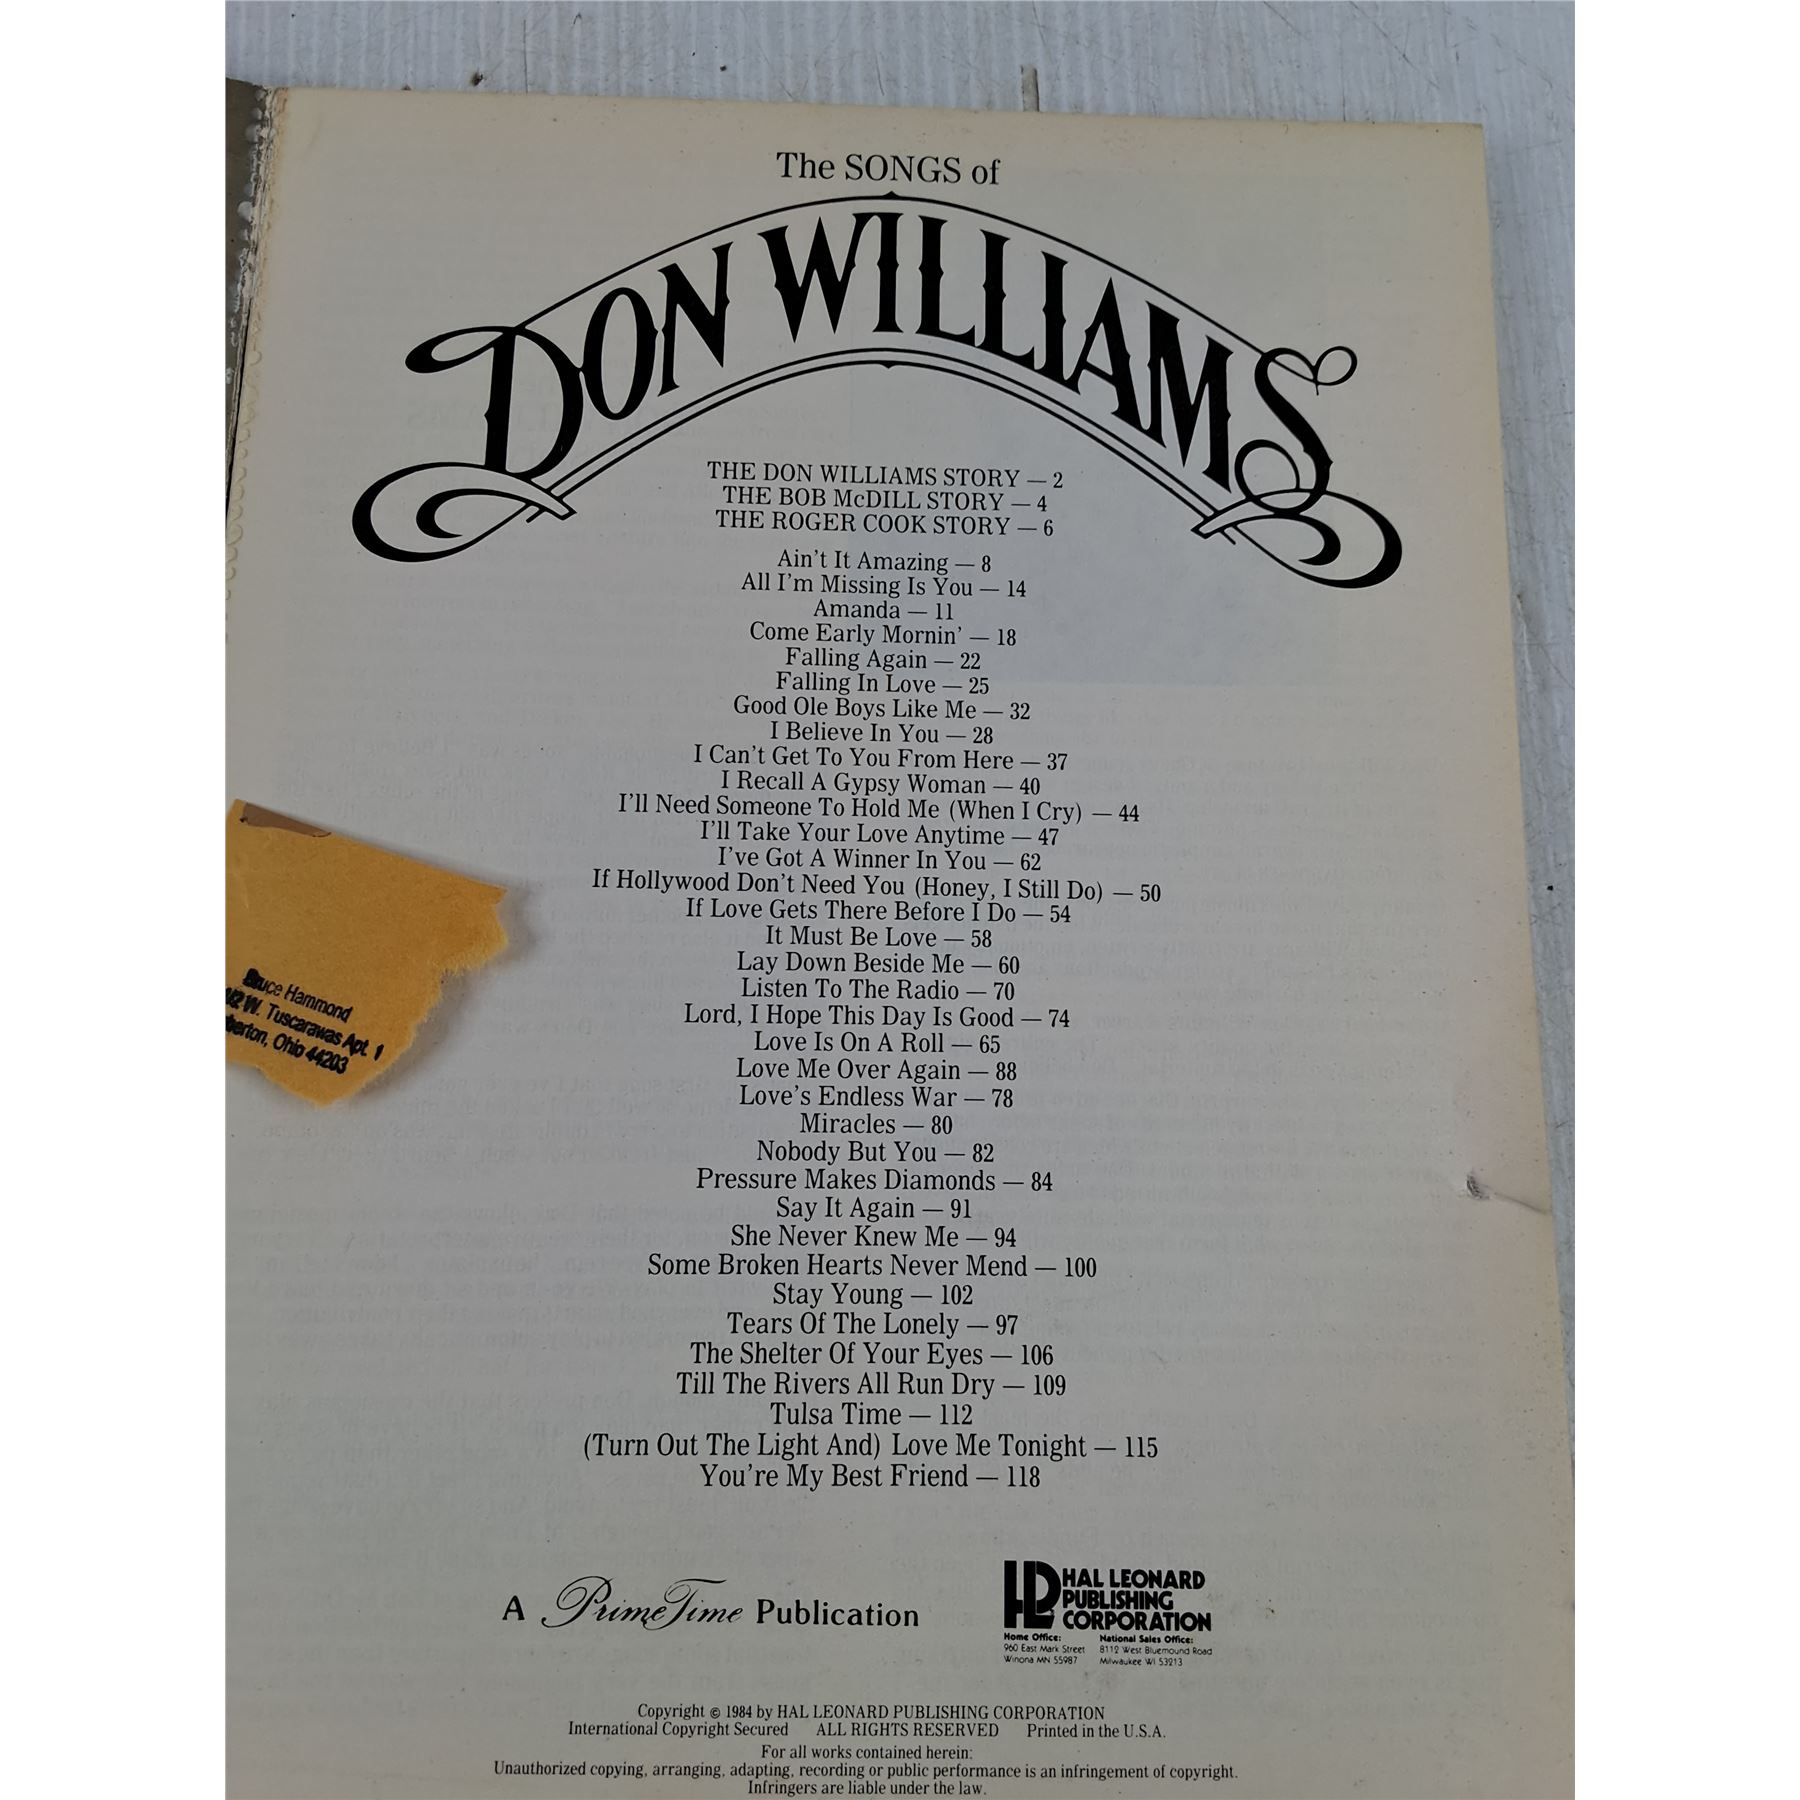 The SONGS of
DON WILLIAMS
THE DON WILLIAMS STORY — 2
THE BOB McDILL STORY — 4
THE ROGER COOK STORY — 6
Ain't It Amazing — 8
All I'm Missing Is You — 14
Amanda — 11
Come Early Mornin' — 18
Falling Again — 22
Falling In Love — 25
Good Ole Boys Like Me — 32
I Believe In You — 28
I Can't Get To You From Here — 37
I Recall A Gypsy Woman — 40
I'll Need Someone To Hold Me (When I Cry) — 44
I'll Take Your Love Anytime — 47
I've Got A Winner In You — 62
If Hollywood Don't Need You (Honey, I Still Do) — 50
If Love Gets There Before I Do — 54
It Must Be Love — 58
Lay Down Beside Me — 60
Listen To The Radio — 70
Lord, I Hope This Day Is Good — 74
Love Is On A Roll — 65
Love Me Over Again — 88
Love's Endless War — 78
Miracles — 80
Nobody But You — 82
Pressure Makes Diamonds — 84
Say It Again — 91
She Never Knew Me — 94
Some Broken Hearts Never Mend — 100
Stay Young — 102
Tears Of The Lonely — 97
The Shelter Of Your Eyes — 106
Till The Rivers All Run Dry — 109
Tulsa Time — 112
(Turn Out The Light And) Love Me Tonight — 115
You're My Best Friend — 118
Bruce Hammond
1/2 W. Tuscarawas Apt. 1
berton, Ohio 44203
A PrimeTime Publication
HAL LEONARD
PUBLISHING
CORPORATION
Home Office:
960 East Mark Street
Winona MN 55987
National Sales Office:
8112 West Bluemound Road
Milwaukee WI 53213
Copyright © 1984 by HAL LEONARD PUBLISHING CORPORATION
International Copyright Secured ALL RIGHTS RESERVED Printed in the U.S.A.
For all works contained herein:
Unauthorized copying, arranging, adapting, recording or public performance is an infringement of copyright.
Infringers are liable under the law.